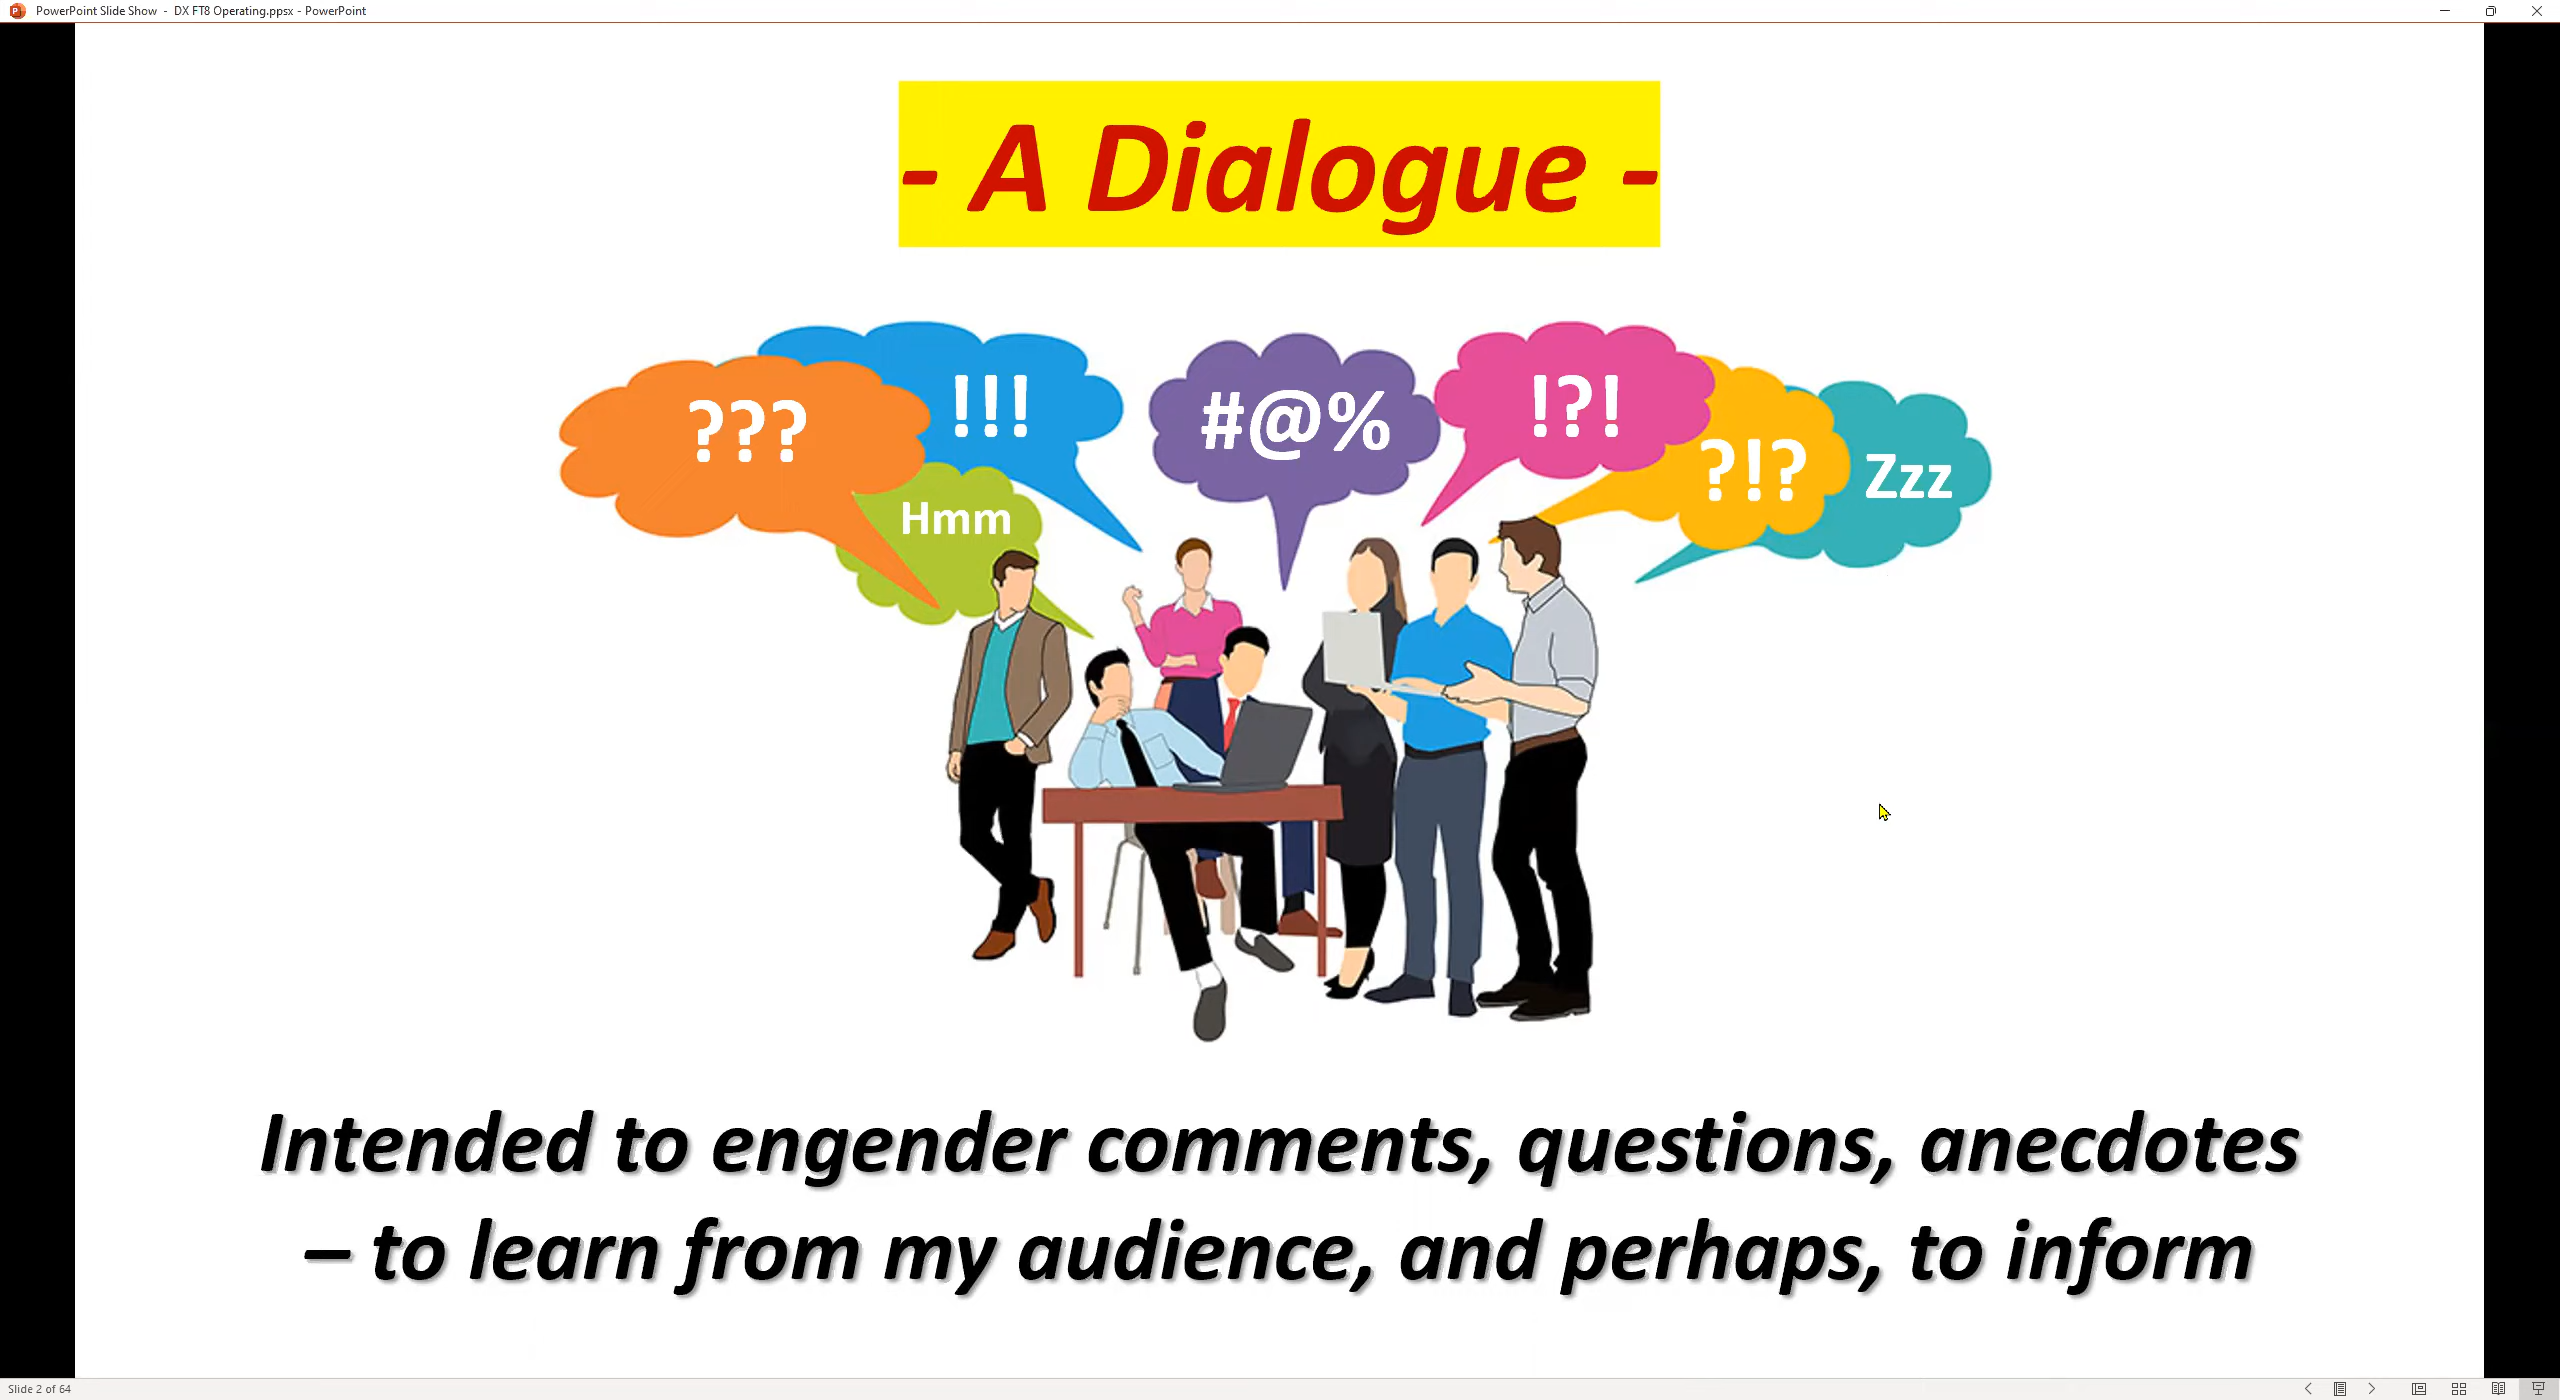 PowerPoint Slide Show - DX FT8 Operating.ppsx - PowerPoint
- A Dialogue -
???
!!!
#@%
!?!
?!?
Zzz
Hmm
Intended to engender comments, questions, anecdotes
– to learn from my audience, and perhaps, to inform
Slide 2 of 64